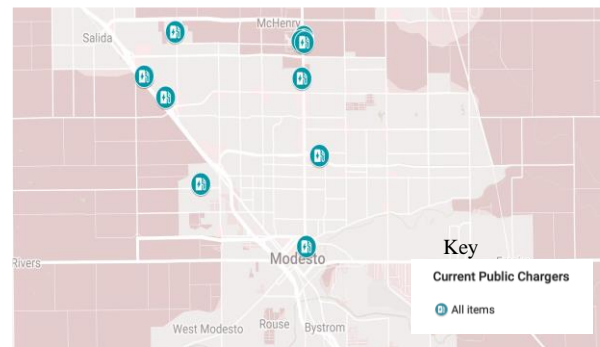 McHenry
Salida
Key
Rivers
Modesto
Current Public Chargers
All items
West Modesto
Rouse
Bystrom